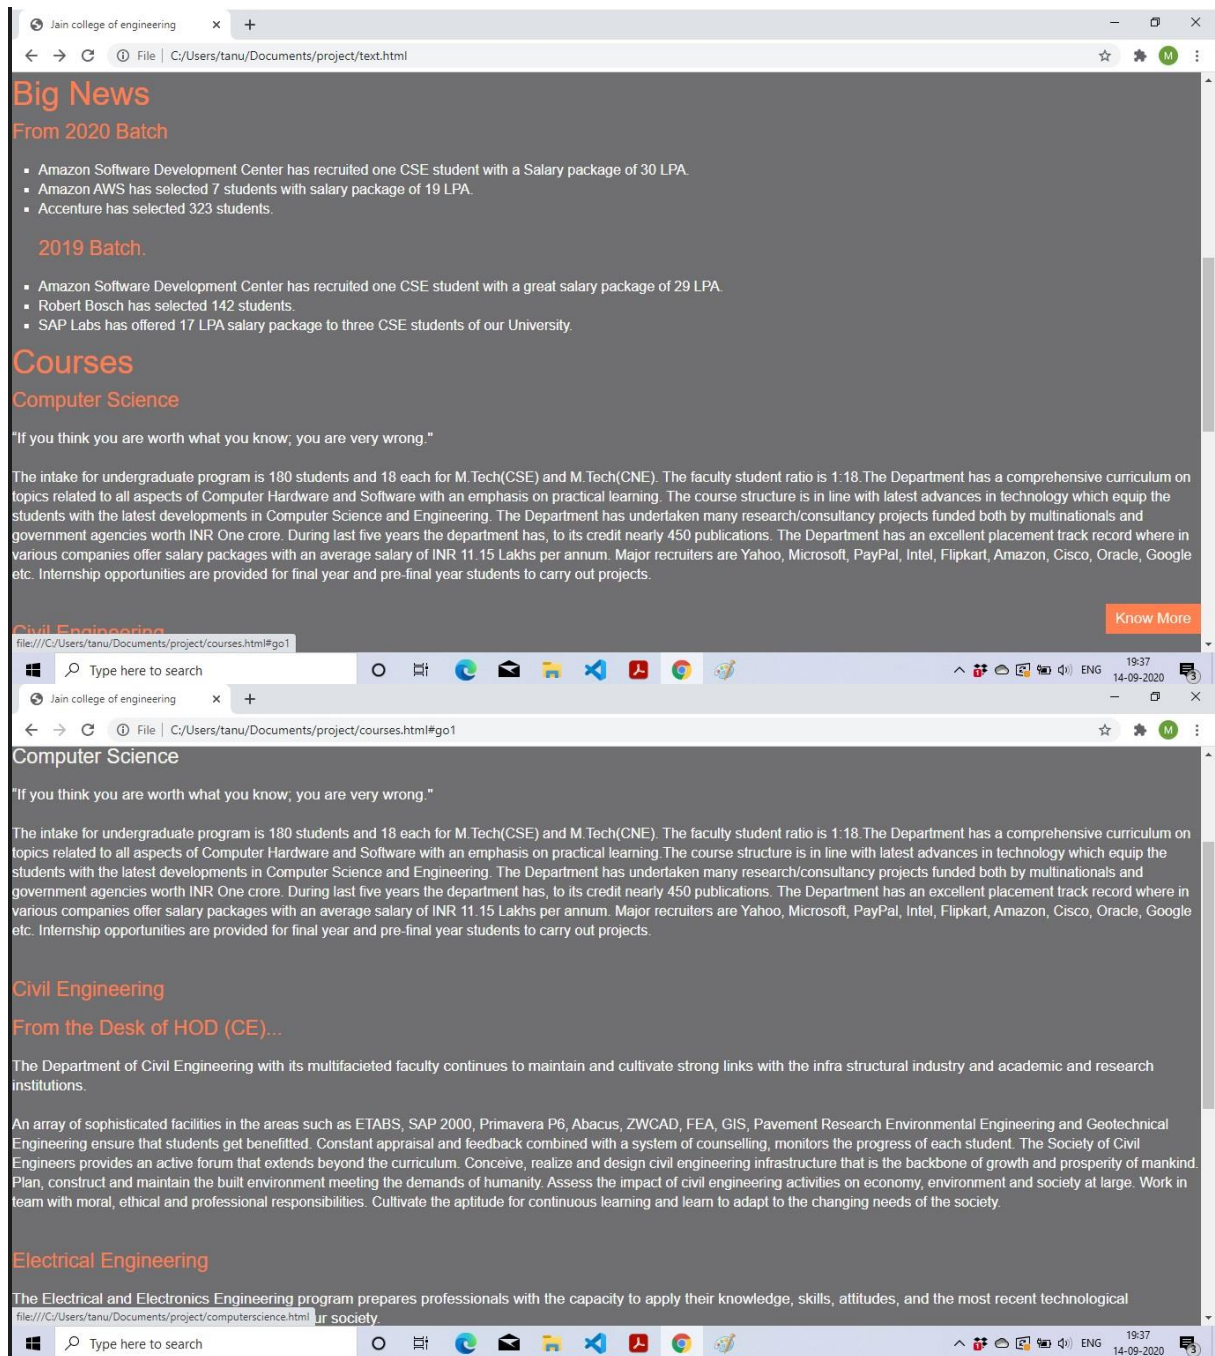 Jain college of engineering
File | C:/Users/tanu/Documents/project/text.html
M
Big News
From 2020 Batch
Amazon Software Development Center has recruited one CSE student with a Salary package of 30 LPA.
Amazon AWS has selected 7 students with salary package of 19 LPA.
Accenture has selected 323 students.
2019 Batch.
Amazon Software Development Center has recruited one CSE student with a great salary package of 29 LPA.
Robert Bosch has selected 142 students.
SAP Labs has offered 17 LPA salary package to three CSE students of our University.
Courses
Computer Science
"If you think you are worth what you know; you are very wrong."
The intake for undergraduate program is 180 students and 18 each for M.Tech(CSE) and M.Tech(CNE). The faculty student ratio is 1:18.The Department has a comprehensive curriculum on
topics related to all aspects of Computer Hardware and Software with an emphasis on practical learning. The course structure is in line with latest advances in technology which equip the
students with the latest developments in Computer Science and Engineering. The Department has undertaken many research/consultancy projects funded both by multinationals and
government agencies worth INR One crore. During last five years the department has, to its credit nearly 450 publications. The Department has an excellent placement track record where in
various companies offer salary packages with an average salary of INR 11.15 Lakhs per annum. Major recruiters are Yahoo, Microsoft, PayPal, Intel, Flipkart, Amazon, Cisco, Oracle, Google
etc. Internship opportunities are provided for final year and pre-final year students to carry out projects.
Know More
Civil Engineering
file:///C:/Users/tanu/Documents/project/courses.html#go1
Type here to search
ENG
19:37
14-09-2020
3
Jain college of engineering
File | C:/Users/tanu/Documents/project/courses.html#go1
M
Computer Science
"If you think you are worth what you know; you are very wrong."
The intake for undergraduate program is 180 students and 18 each for M.Tech(CSE) and M.Tech(CNE). The faculty student ratio is 1:18.The Department has a comprehensive curriculum on
topics related to all aspects of Computer Hardware and Software with an emphasis on practical learning.The course structure is in line with latest advances in technology which equip the
students with the latest developments in Computer Science and Engineering. The Department has undertaken many research/consultancy projects funded both by multinationals and
government agencies worth INR One crore. During last five years the department has, to its credit nearly 450 publications. The Department has an excellent placement track record where in
various companies offer salary packages with an average salary of INR 11.15 Lakhs per annum. Major recruiters are Yahoo, Microsoft, PayPal, Intel, Flipkart, Amazon, Cisco, Oracle, Google
etc. Internship opportunities are provided for final year and pre-final year students to carry out projects.
Civil Engineering
From the Desk of HOD (CE)...
The Department of Civil Engineering with its multifacieted faculty continues to maintain and cultivate strong links with the infra structural industry and academic and research
institutions.
An array of sophisticated facilities in the areas such as ETABS, SAP 2000, Primavera P6, Abacus, ZWCAD, FEA, GIS, Pavement Research Environmental Engineering and Geotechnical
Engineering ensure that students get benefitted. Constant appraisal and feedback combined with a system of counselling, monitors the progress of each student. The Society of Civil
Engineers provides an active forum that extends beyond the curriculum. Conceive, realize and design civil engineering infrastructure that is the backbone of growth and prosperity of mankind.
Plan, construct and maintain the built environment meeting the demands of humanity. Assess the impact of civil engineering activities on economy, environment and society at large. Work in
team with moral, ethical and professional responsibilities. Cultivate the aptitude for continuous learning and learn to adapt to the changing needs of the society.
Electrical Engineering
The Electrical and Electronics Engineering program prepares professionals with the capacity to apply their knowledge, skills, attitudes, and the most recent technological
file:///C:/Users/tanu/Documents/project/computerscience.html ur society.
Type here to search
ENG
19:37
14-09-2020
3